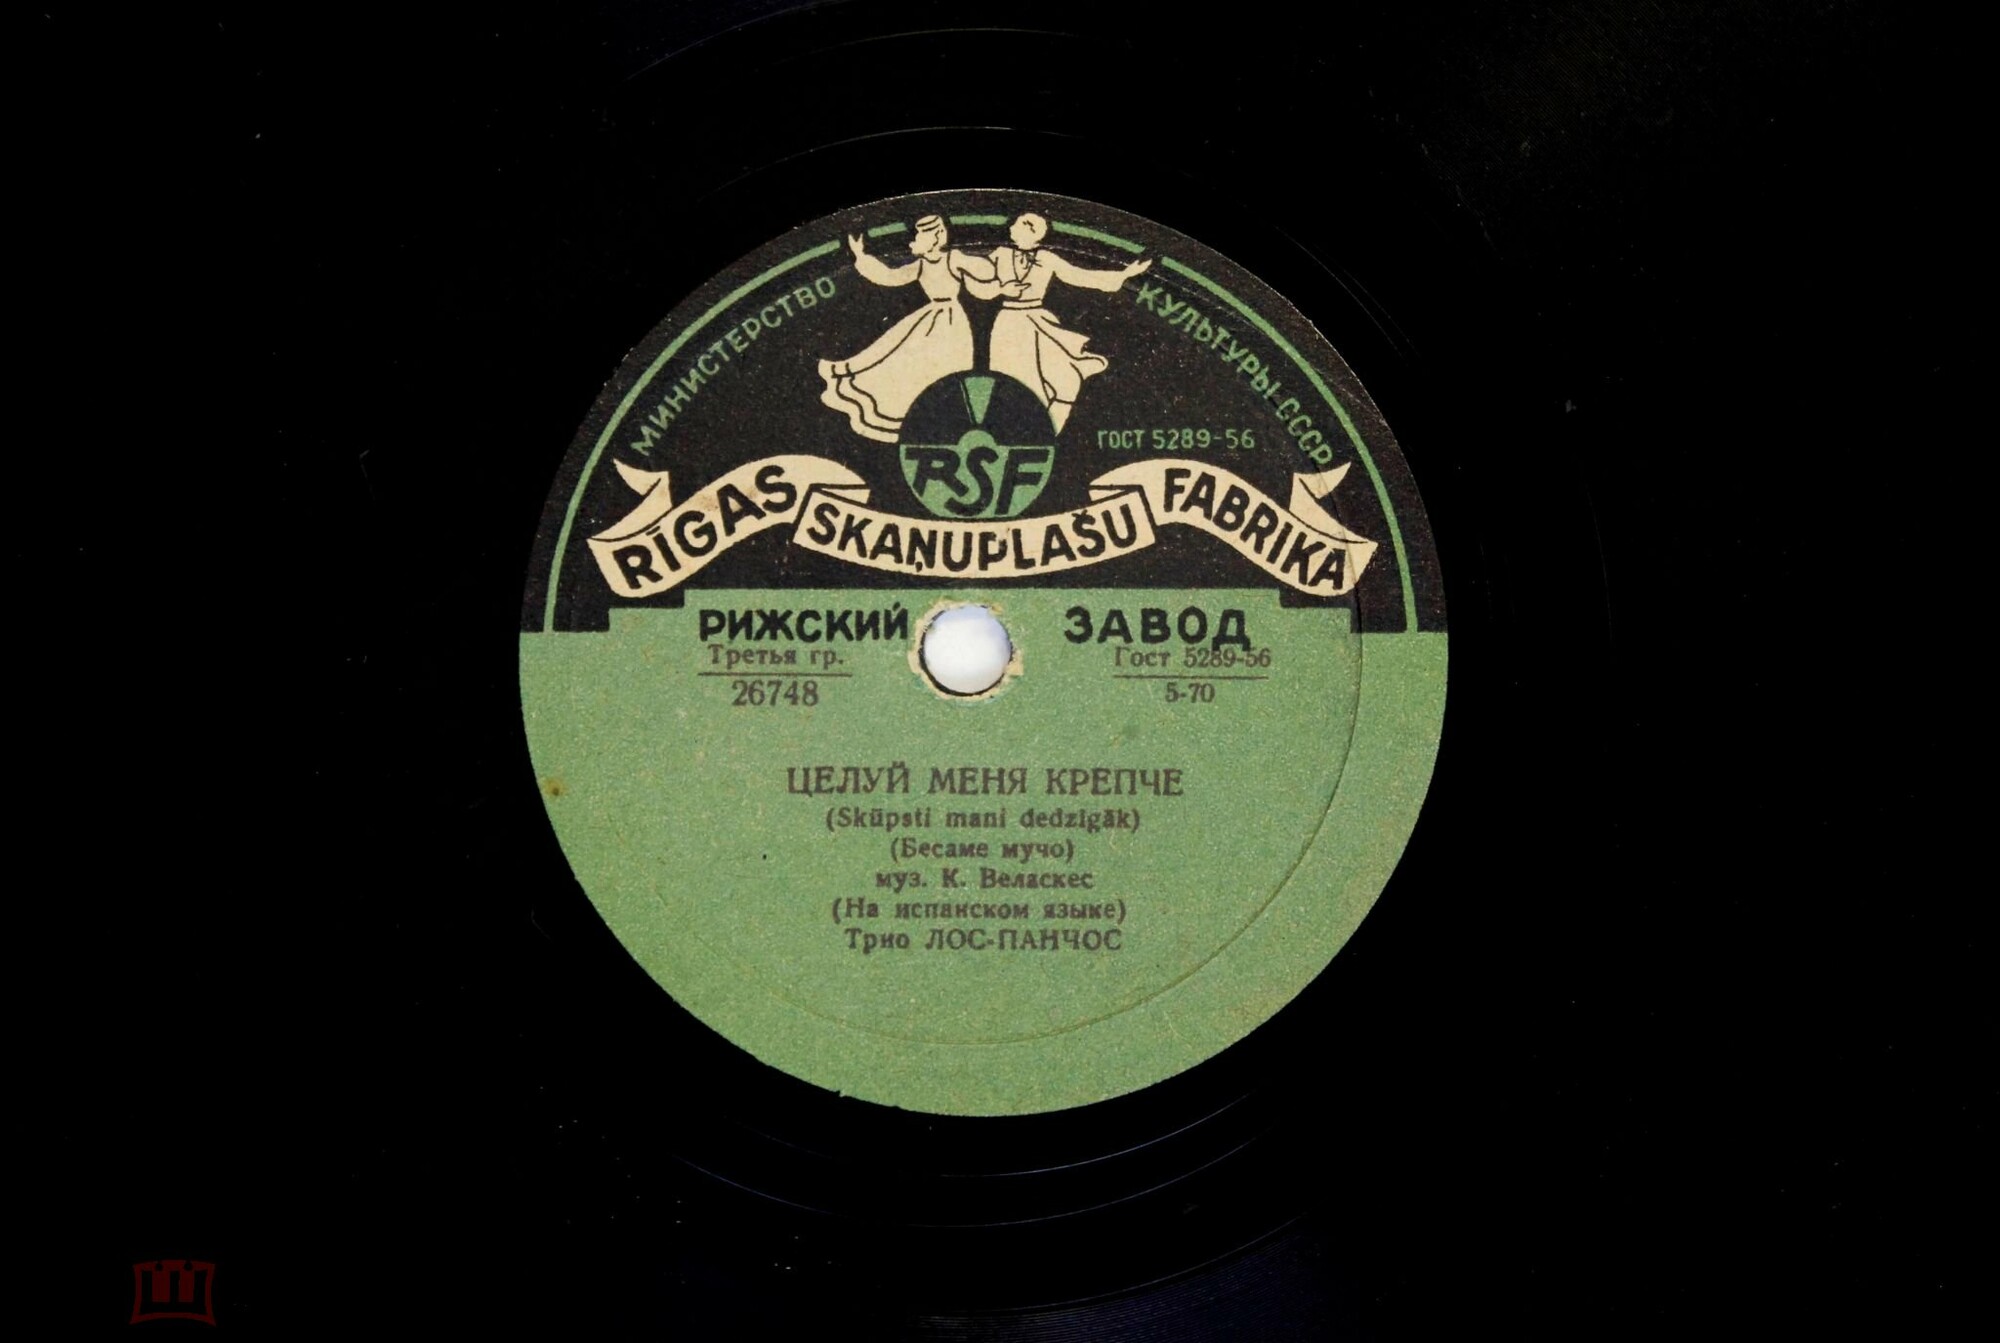 МИНИСТЕРСТВО КУЛЬТУРЫ СССР
ГОСТ 5289-56
RSF
RĪGAS SKAŅUPLAŠU FABRIKA
РИЖСКИЙ ЗАВОД
Третья гр. Гост 5289-56
26748 5-70
ЦЕЛУЙ МЕНЯ КРЕПЧЕ
(Skūpsti mani dedzīgāk)
(Бесаме мучо)
муз. К. Веласкес
(На испанском языке)
Трио ЛОС-ПАНЧОС